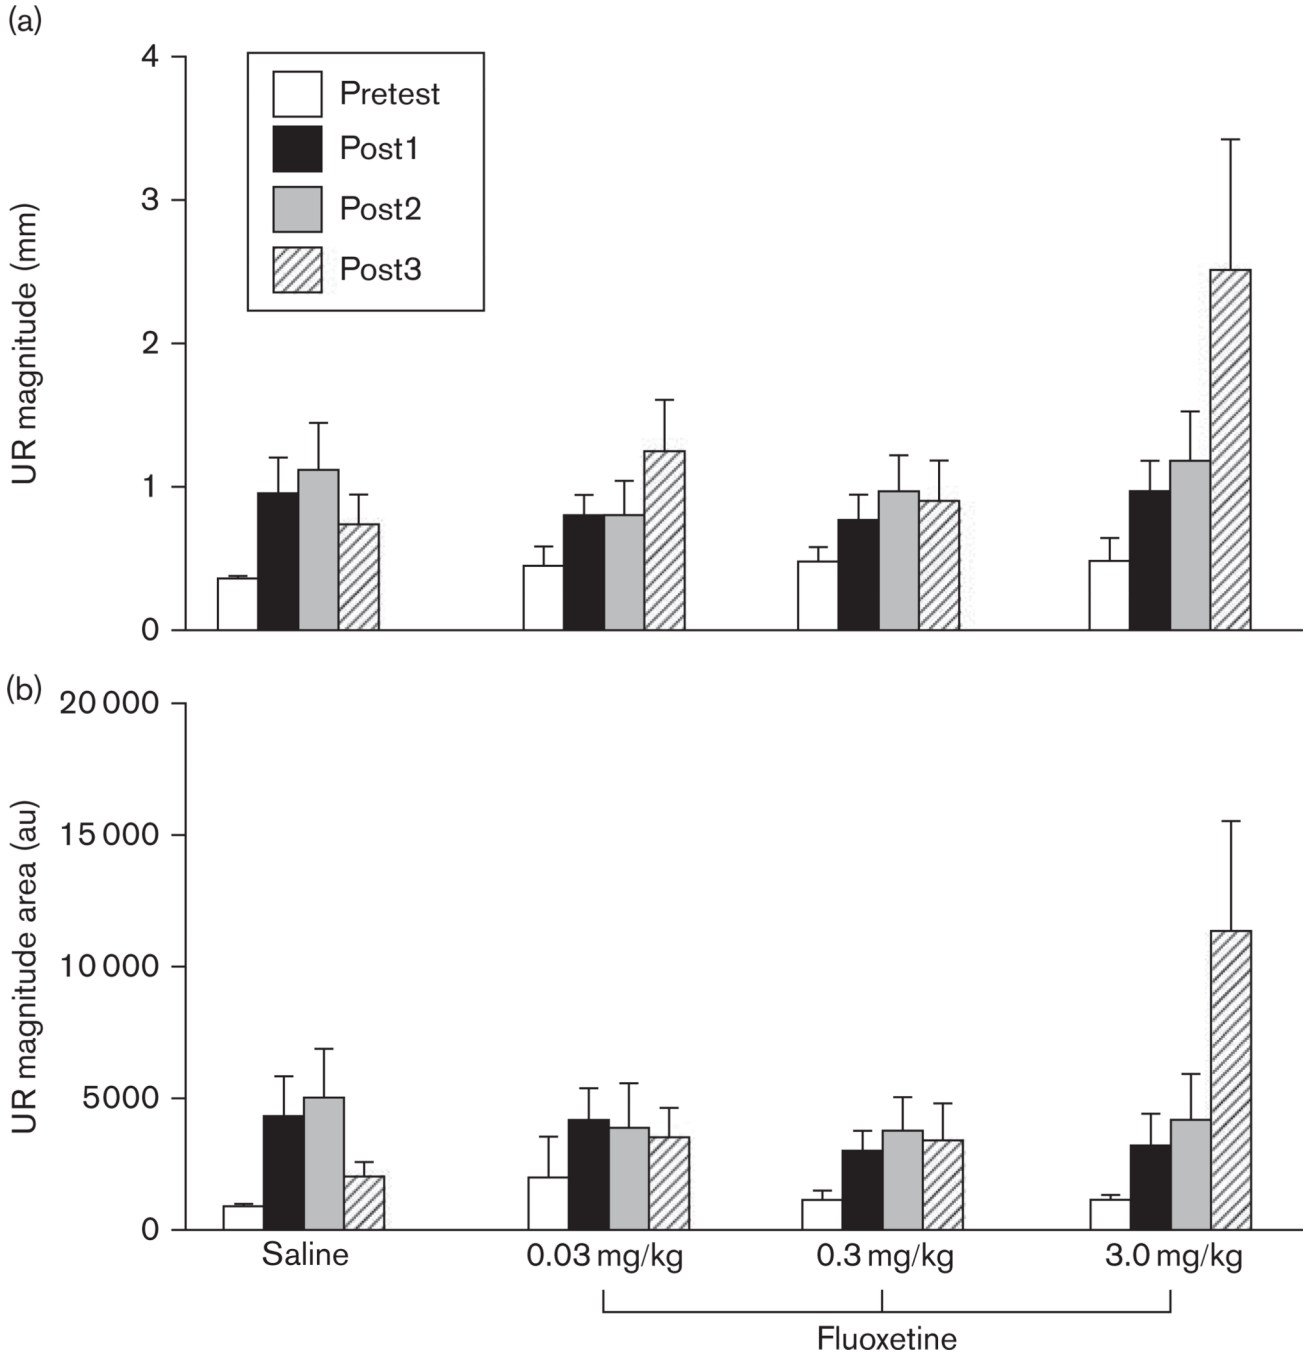 (a)
4
3
2
1
0
UR magnitude (mm)
Pretest
Post1
Post2
Post3
(b)
20 000
15 000
10 000
5000
0
UR magnitude area (au)
Saline
0.03 mg/kg
0.3 mg/kg
3.0 mg/kg
Fluoxetine